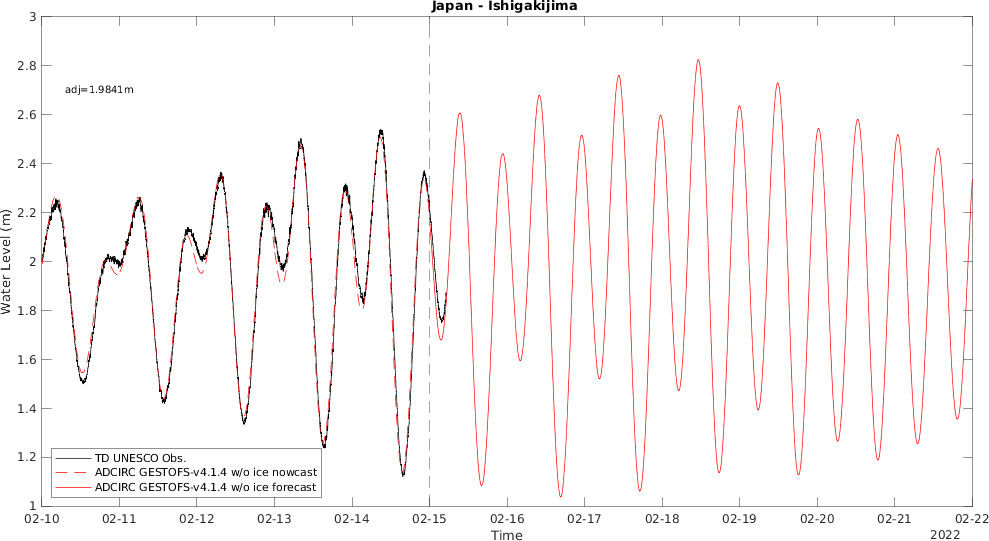 Japan - Ishigakijima
3
2.8
2.6
2.4
2.2
2
1.8
1.6
1.4
1.2
1
Water Level (m)
adj=1.9841m
TD UNESCO Obs.
ADCIRC GESTOFS-v4.1.4 w/o ice nowcast
ADCIRC GESTOFS-v4.1.4 w/o ice forecast
02-10 02-11 02-12 02-13 02-14 02-15 02-16 02-17 02-18 02-19 02-20 02-21 02-22
Time
2022